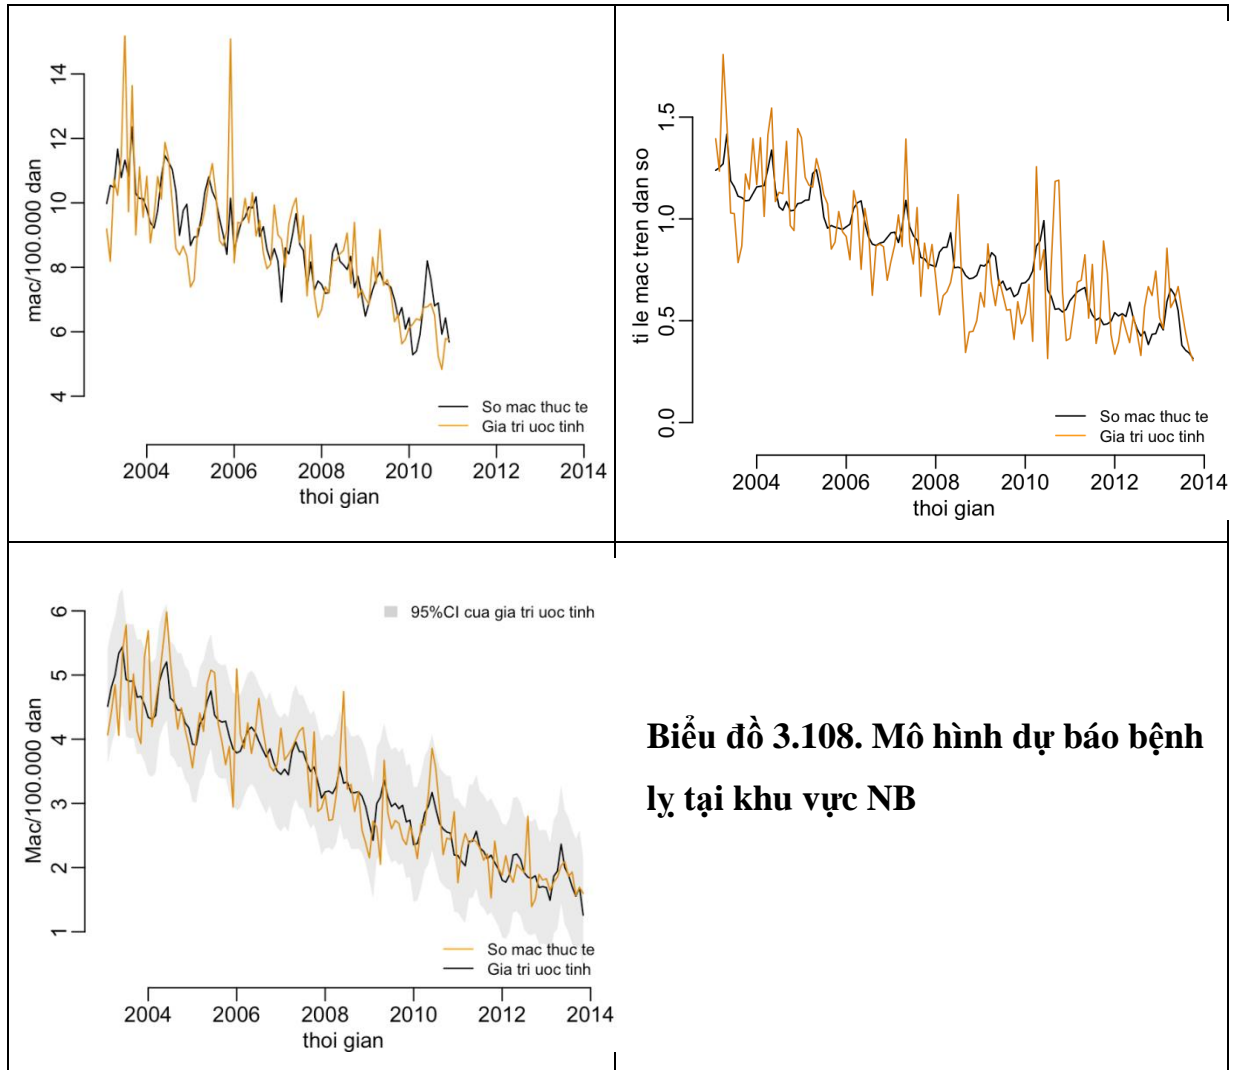 14
12
10
8
6
4
mac/100.000 dan
So mac thuc te
Gia tri uoc tinh
2004 2006 2008 2010 2012 2014
thoi gian
1.5
1.0
0.5
0.0
ti le mac tren dan so
So mac thuc te
Gia tri uoc tinh
2004 2006 2008 2010 2012 2014
thoi gian
6
5
4
3
2
1
Mac/100.000 dan
95%CI cua gia tri uoc tinh
So mac thuc te
Gia tri uoc tinh
2004 2006 2008 2010 2012 2014
thoi gian
Biểu đồ 3.108. Mô hình dự báo bệnh
lỵ tại khu vực NB